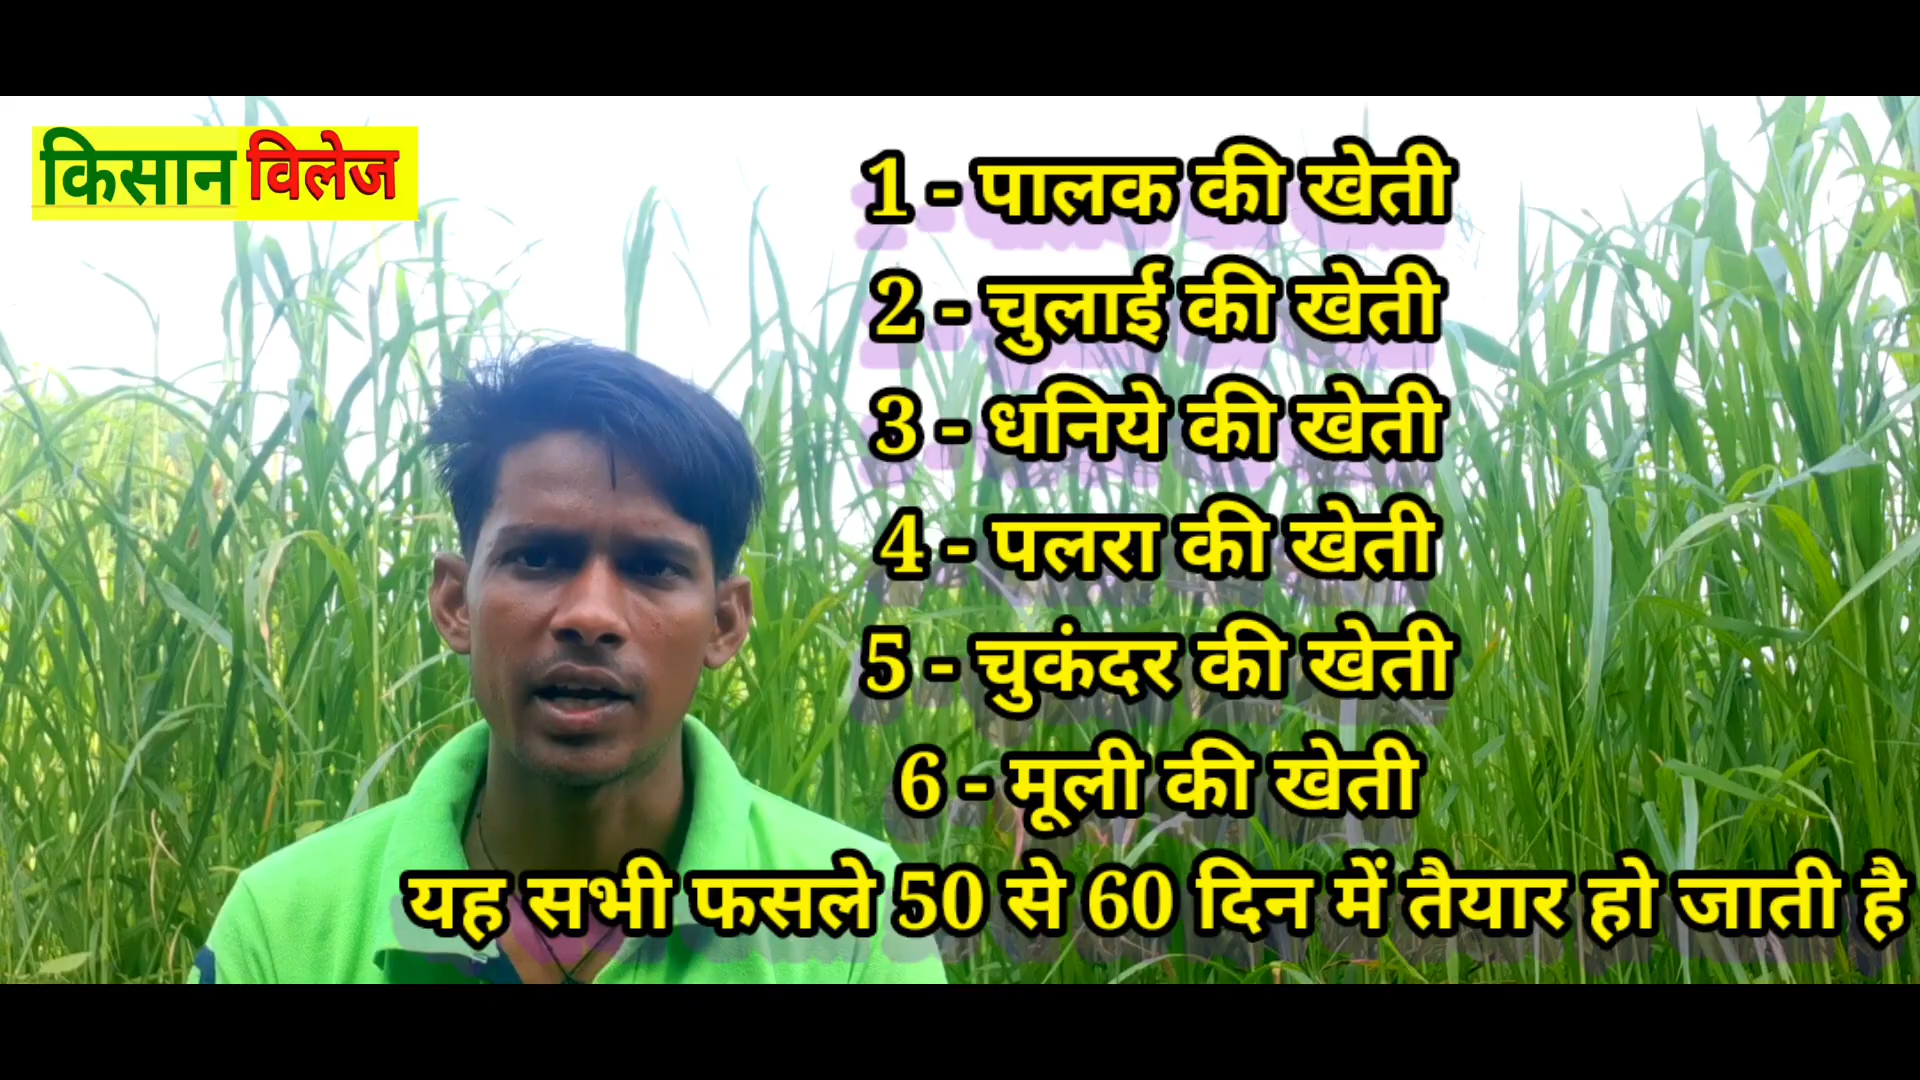 किसान विलेज
1 - पालक की खेती
2 - चुलाई की खेती
3 - धनिये की खेती
4 - पलरा की खेती
5 - चुकंदर की खेती
6 - मूली की खेती
यह सभी फसले 50 से 60 दिन में तैयार हो जाती है